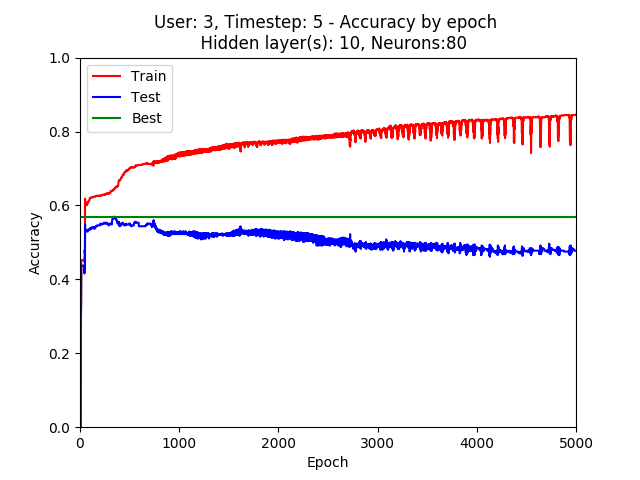 User: 3, Timestep: 5 - Accuracy by epoch
Hidden layer(s): 10, Neurons:80
1.0
Train
Test
Best
0.8
0.6
Accuracy
0.4
0.2
0.0
0 1000 2000 3000 4000 5000
Epoch